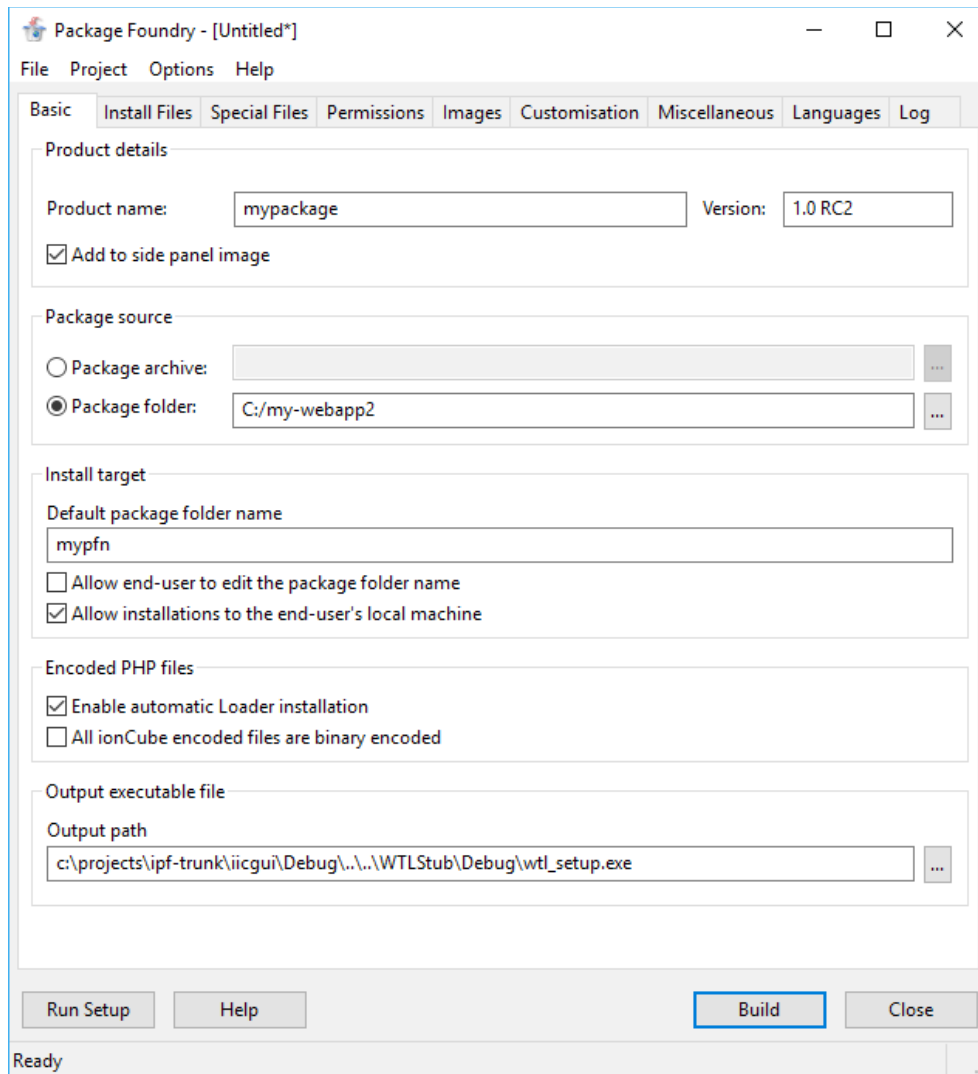 Package Foundry - [Untitled*]
File Project Options Help
Basic Install Files Special Files Permissions Images Customisation Miscellaneous Languages Log
Product details
Product name: mypackage Version: 1.0 RC2
Add to side panel image
Package source
Package archive: ...
Package folder: C:/my-webapp2 ...
Install target
Default package folder name
mypfn
Allow end-user to edit the package folder name
Allow installations to the end-user's local machine
Encoded PHP files
Enable automatic Loader installation
All ionCube encoded files are binary encoded
Output executable file
Output path
c:\projects\ipf-trunk\iicgui\Debug\..\..\WTLStub\Debug\wtl_setup.exe ...
Run Setup Help Build Close
Ready